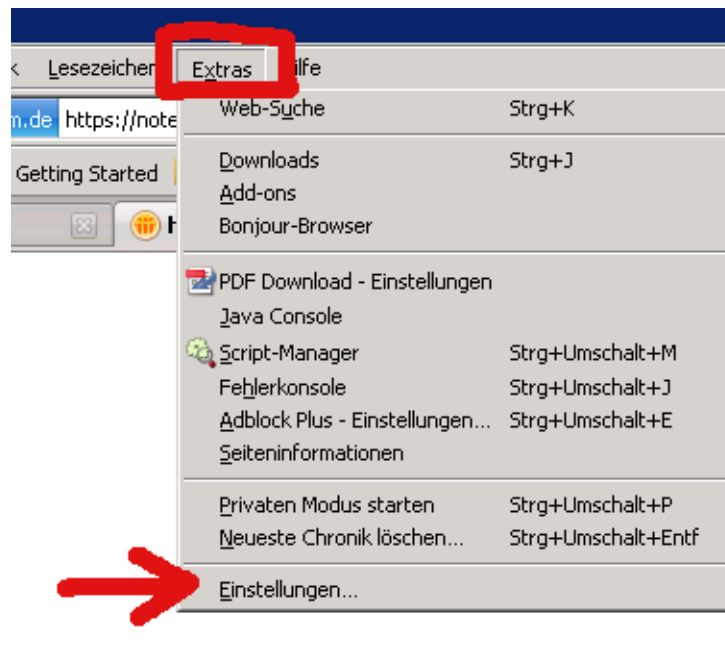 Lesezeichen Extras Hilfe
m.de https://note
Web-Suche Strg+K
Getting Started
Downloads Strg+J
Add-ons
Bonjour-Browser
PDF Download - Einstellungen
Java Console
Script-Manager Strg+Umschalt+M
Fehlerkonsole Strg+Umschalt+J
Adblock Plus - Einstellungen... Strg+Umschalt+E
Seiteninformationen
Privaten Modus starten Strg+Umschalt+P
Neueste Chronik löschen... Strg+Umschalt+Entf
Einstellungen...